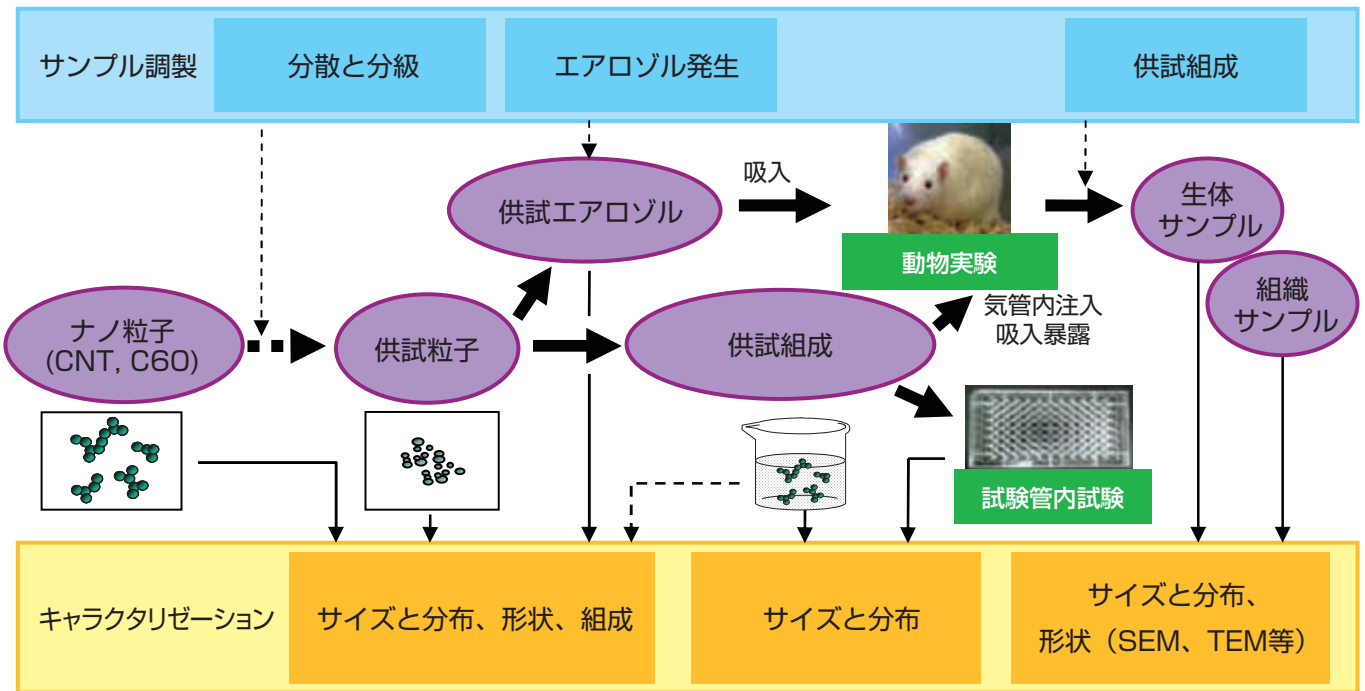 サンプル調製
分散と分級
エアロゾル発生
供試組成
供試エアロゾル
吸入
動物実験
生体
サンプル
組織
サンプル
ナノ粒子
(CNT, C60)
供試粒子
供試組成
気管内注入
吸入暴露
試験管内試験
キャラクタリゼーション
サイズと分布、形状、組成
サイズと分布
サイズと分布、
形状（SEM、TEM等）